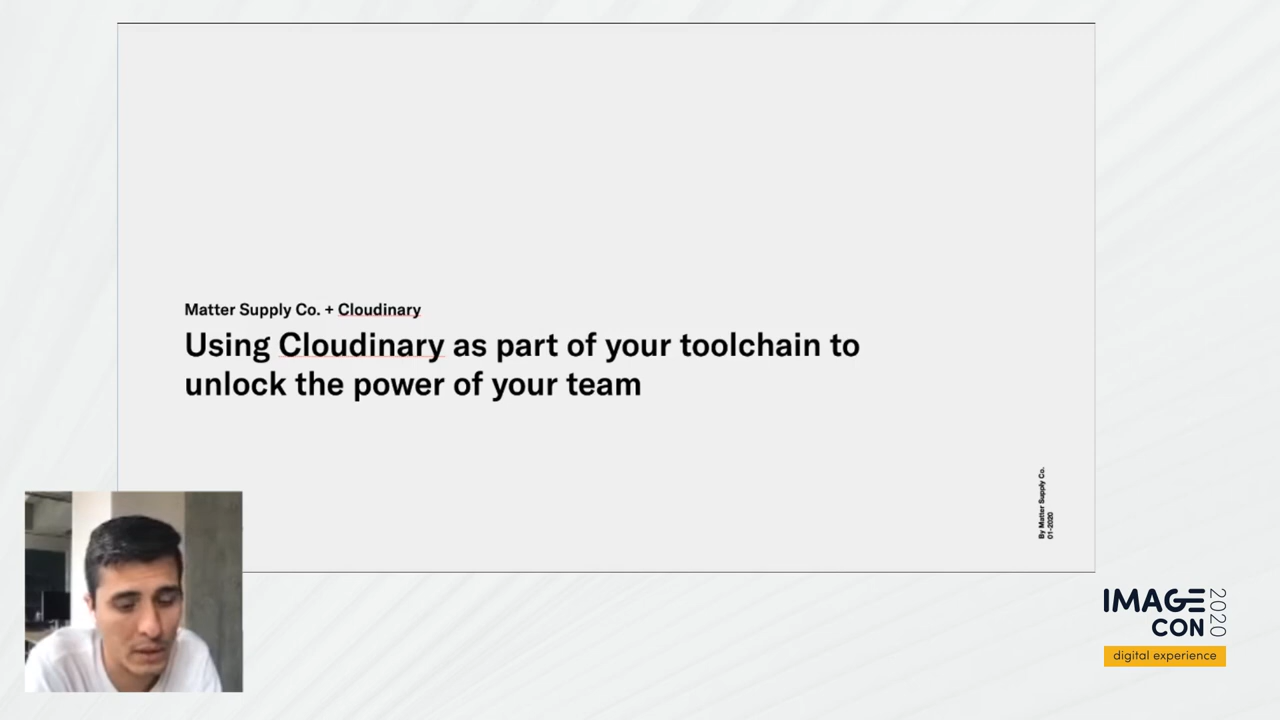 Matter Supply Co. + Cloudinary
Using Cloudinary as part of your toolchain to
unlock the power of your team
By Matter Supply Co.
01-2020
IMAGE
CON
2020
digital experience